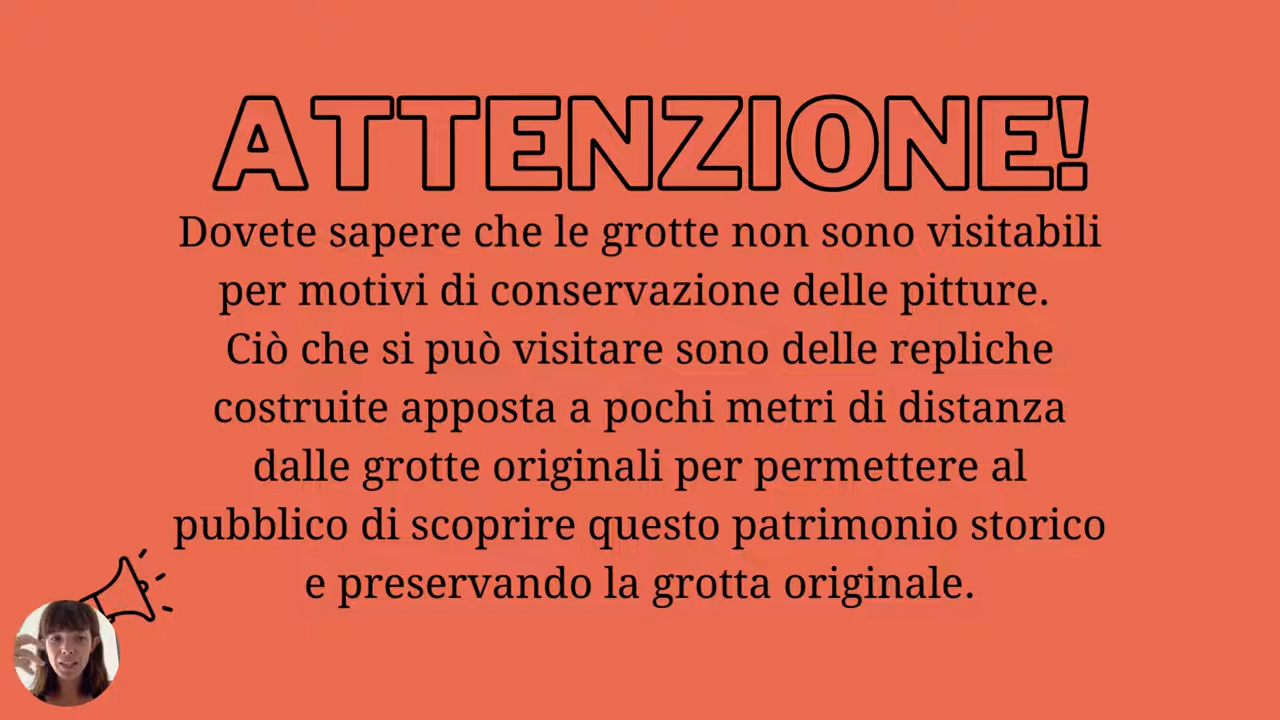 ATTENZIONE!
Dovete sapere che le grotte non sono visitabili
per motivi di conservazione delle pitture.
Ciò che si può visitare sono delle repliche
costruite apposta a pochi metri di distanza
dalle grotte originali per permettere al
pubblico di scoprire questo patrimonio storico
e preservando la grotta originale.